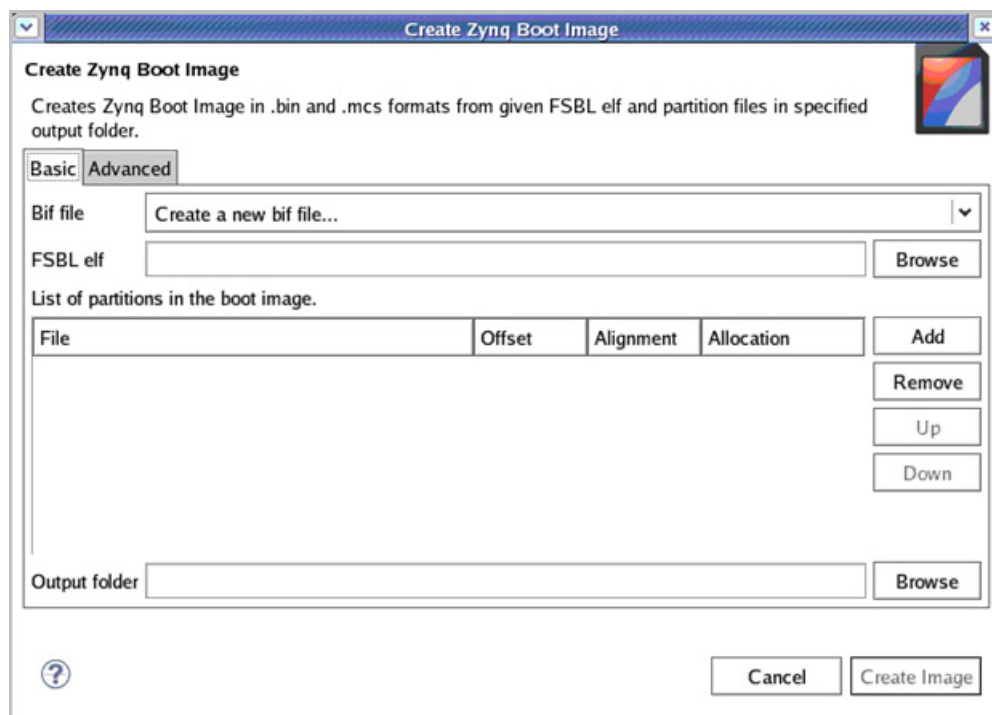 Create Zynq Boot Image
Create Zynq Boot Image
Creates Zynq Boot Image in .bin and .mcs formats from given FSBL elf and partition files in specified
output folder.
Basic Advanced
Bif file Create a new bif file...
FSBL elf Browse
List of partitions in the boot image.
File Offset Alignment Allocation Add
Remove
Up
Down
Output folder Browse
? Cancel Create Image